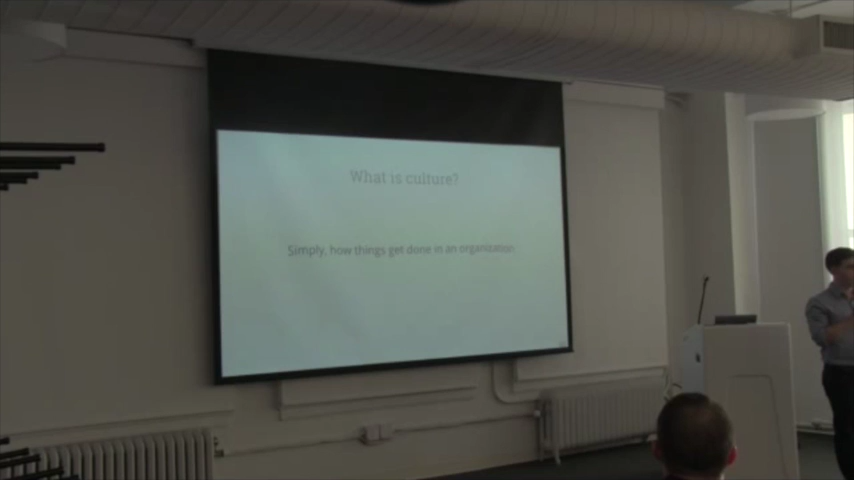 What is culture?
Simply, how things get done in an organization